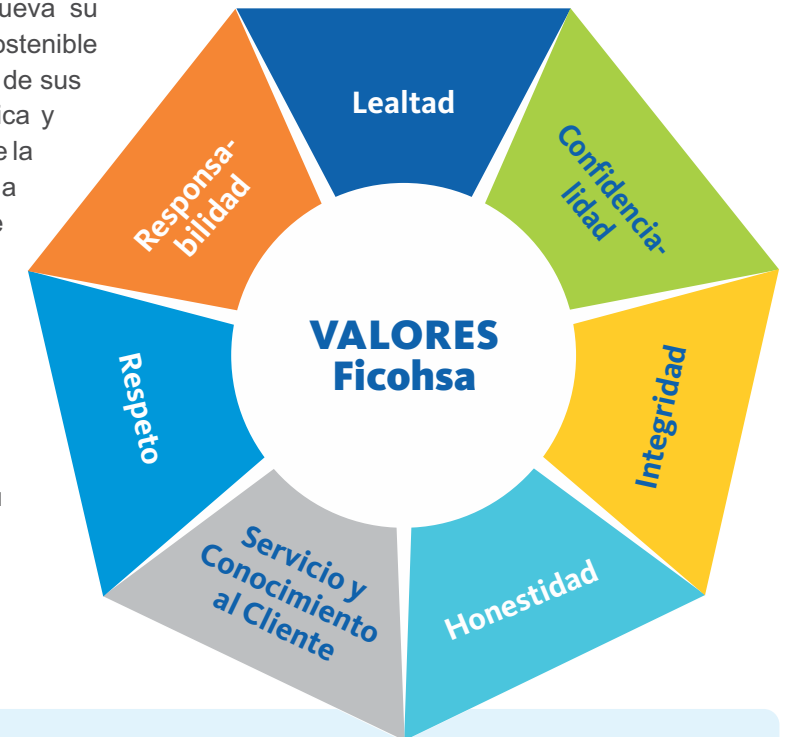 su
ostenible
de sus
ica y
la
a
Lealtad
Confidencia-
lidad
Integridad
Honestidad
Servicio y
Conocimiento
al Cliente
Respeto
Responsa-
bilidad
VALORES
Ficohsa